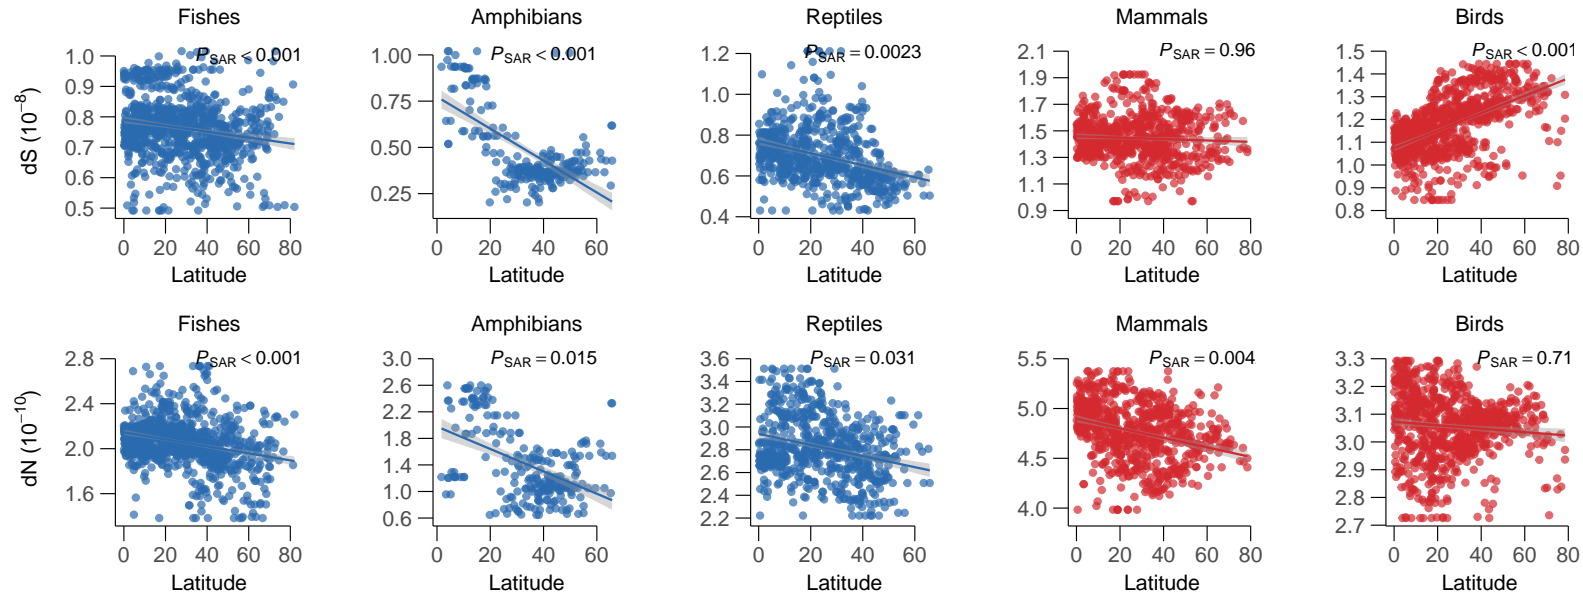 Fishes
Amphibians
Reptiles
Mammals
Birds
P SAR < 0.001
P SAR < 0.001
P SAR = 0.0023
P SAR = 0.96
P SAR < 0.001
dS (10−8)
1.0
0.9
0.8
0.7
0.6
0.5
1.00
0.75
0.50
0.25
1.2
1.0
0.8
0.6
0.4
2.1
1.9
1.7
1.5
1.3
1.1
0.9
1.5
1.4
1.3
1.2
1.1
1.0
0.9
0.8
0 20 40 60 80
0 20 40 60
0 20 40 60
0 20 40 60 80
0 20 40 60 80
Latitude
Latitude
Latitude
Latitude
Latitude
Fishes
Amphibians
Reptiles
Mammals
Birds
P SAR < 0.001
P SAR = 0.015
P SAR = 0.031
P SAR = 0.004
P SAR = 0.71
dN (10−10)
2.8
2.4
2.0
1.6
3.0
2.6
2.2
1.8
1.4
1.0
0.6
3.6
3.4
3.2
3.0
2.8
2.6
2.4
2.2
5.5
5.0
4.5
4.0
3.3
3.2
3.1
3.0
2.9
2.8
2.7
0 20 40 60 80
0 20 40 60
0 20 40 60
0 20 40 60 80
0 20 40 60 80
Latitude
Latitude
Latitude
Latitude
Latitude